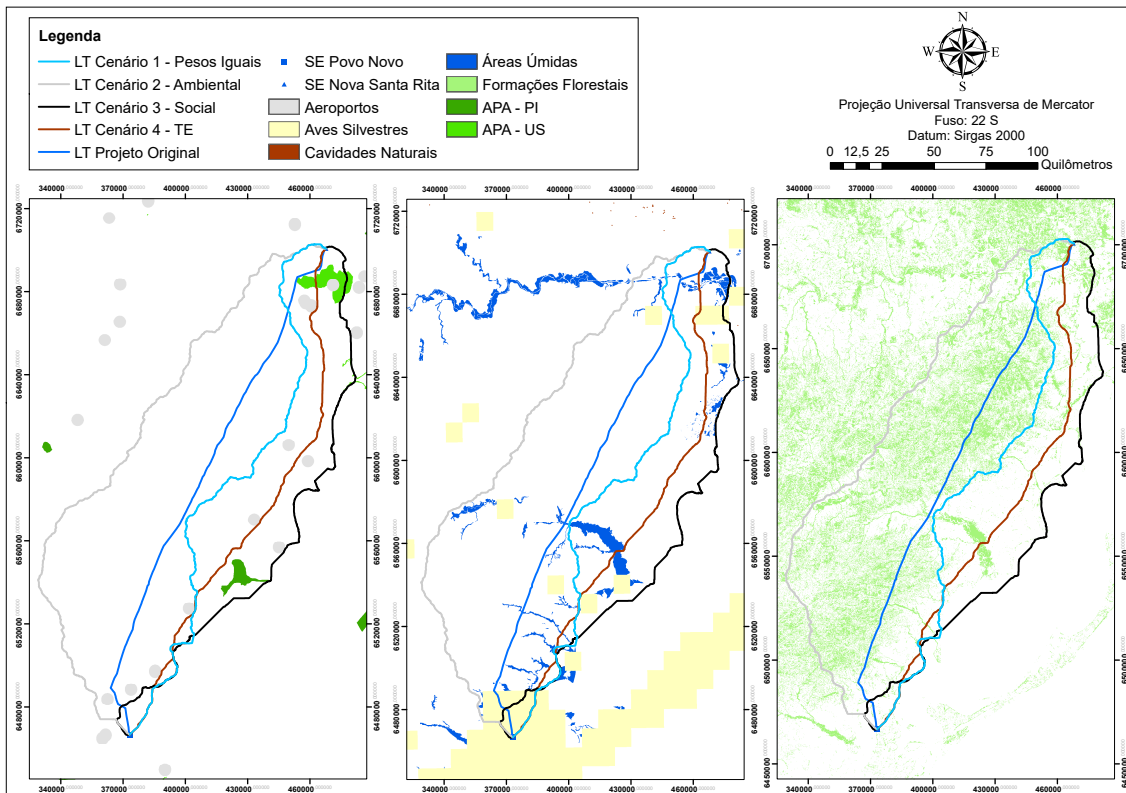 Legenda
LT Cenário 1 - Pesos Iguais
LT Cenário 2 - Ambiental
LT Cenário 3 - Social
LT Cenário 4 - TE
LT Projeto Original
SE Povo Novo
SE Nova Santa Rita
Aeroportos
Aves Silvestres
Cavidades Naturais
Áreas Úmidas
Formações Florestais
APA - PI
APA - US
N
W
E
S
Projeção Universal Transversa de Mercator
Fuso: 22 S
Datum: Sirgas 2000
0 12,5 25 50 75 100
Quilômetros
340000 370000 400000 430000 460000
340000 370000 400000 430000 460000
340000 370000 400000 430000 460000
6720000
6680000
6640000
6600000
6560000
6520000
6480000
6720000
6680000
6640000
6600000
6560000
6520000
6480000
6700000
6650000
6600000
6550000
6500000
6450000
340000 370000 400000 430000 460000
340000 370000 400000 430000 460000
340000 370000 400000 430000 460000